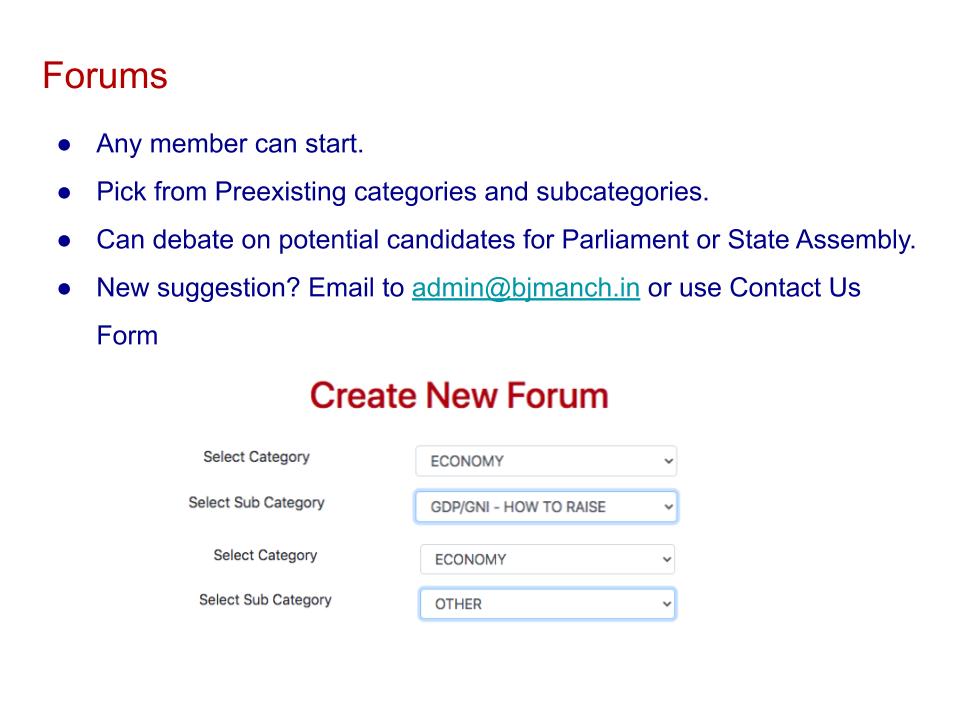 Forums
● Any member can start.
● Pick from Preexisting categories and subcategories.
● Can debate on potential candidates for Parliament or State Assembly.
● New suggestion? Email to admin@bjmanch.in or use Contact Us
Form
Create New Forum
Select Category ECONOMY
Select Sub Category GDP/GNI - HOW TO RAISE
Select Category ECONOMY
Select Sub Category OTHER